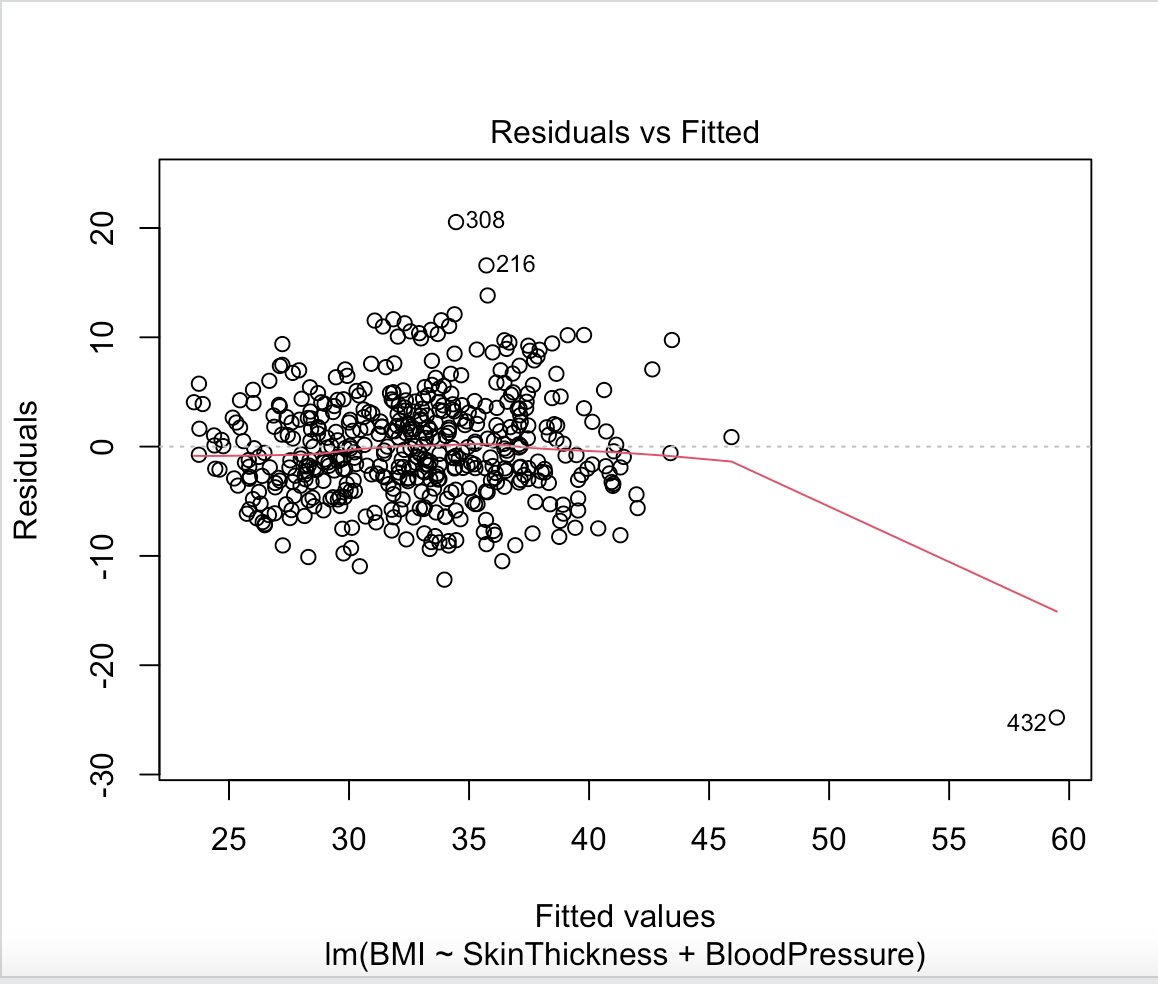 Residuals vs Fitted
Residuals
20
10
0
-10
-20
-30
308
216
432
25 30 35 40 45 50 55 60
Fitted values
lm(BMI ~ SkinThickness + BloodPressure)